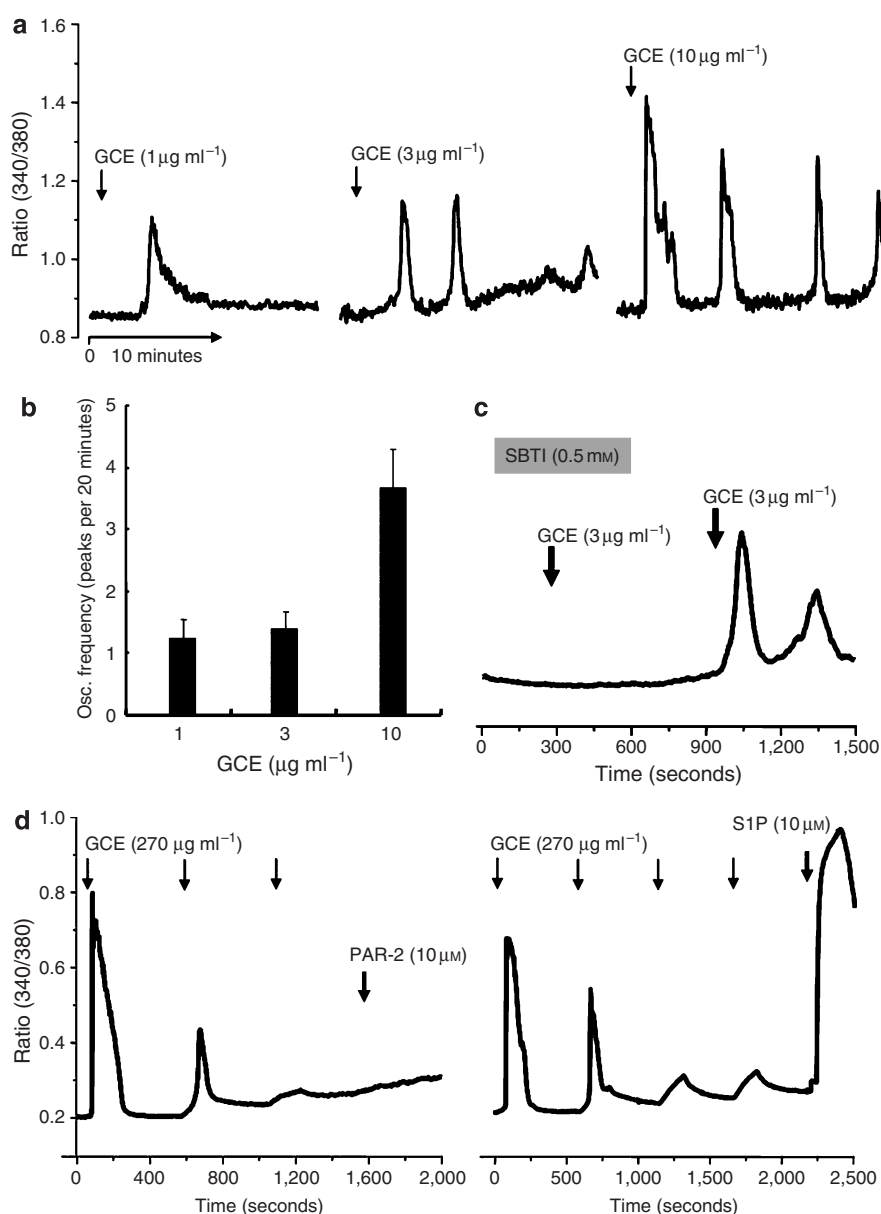 a
Ratio (340/380)
1.6
1.4
1.2
1.0
0.8
GCE (1 μg ml⁻¹)
GCE (3 μg ml⁻¹)
GCE (10 μg ml⁻¹)
0 10 minutes
b
Osc. frequency (peaks per 20 minutes)
5
4
3
2
1
0
1 3 10
GCE (μg ml⁻¹)
c
SBTI (0.5 mM)
GCE (3 μg ml⁻¹)
GCE (3 μg ml⁻¹)
0 300 600 900 1,200 1,500
Time (seconds)
d
Ratio (340/380)
1.0
0.8
0.6
0.4
0.2
GCE (270 μg ml⁻¹)
PAR-2 (10 μM)
0 400 800 1,200 1,600 2,000
Time (seconds)
GCE (270 μg ml⁻¹)
S1P (10 μM)
0 500 1,000 1,500 2,000 2,500
Time (seconds)